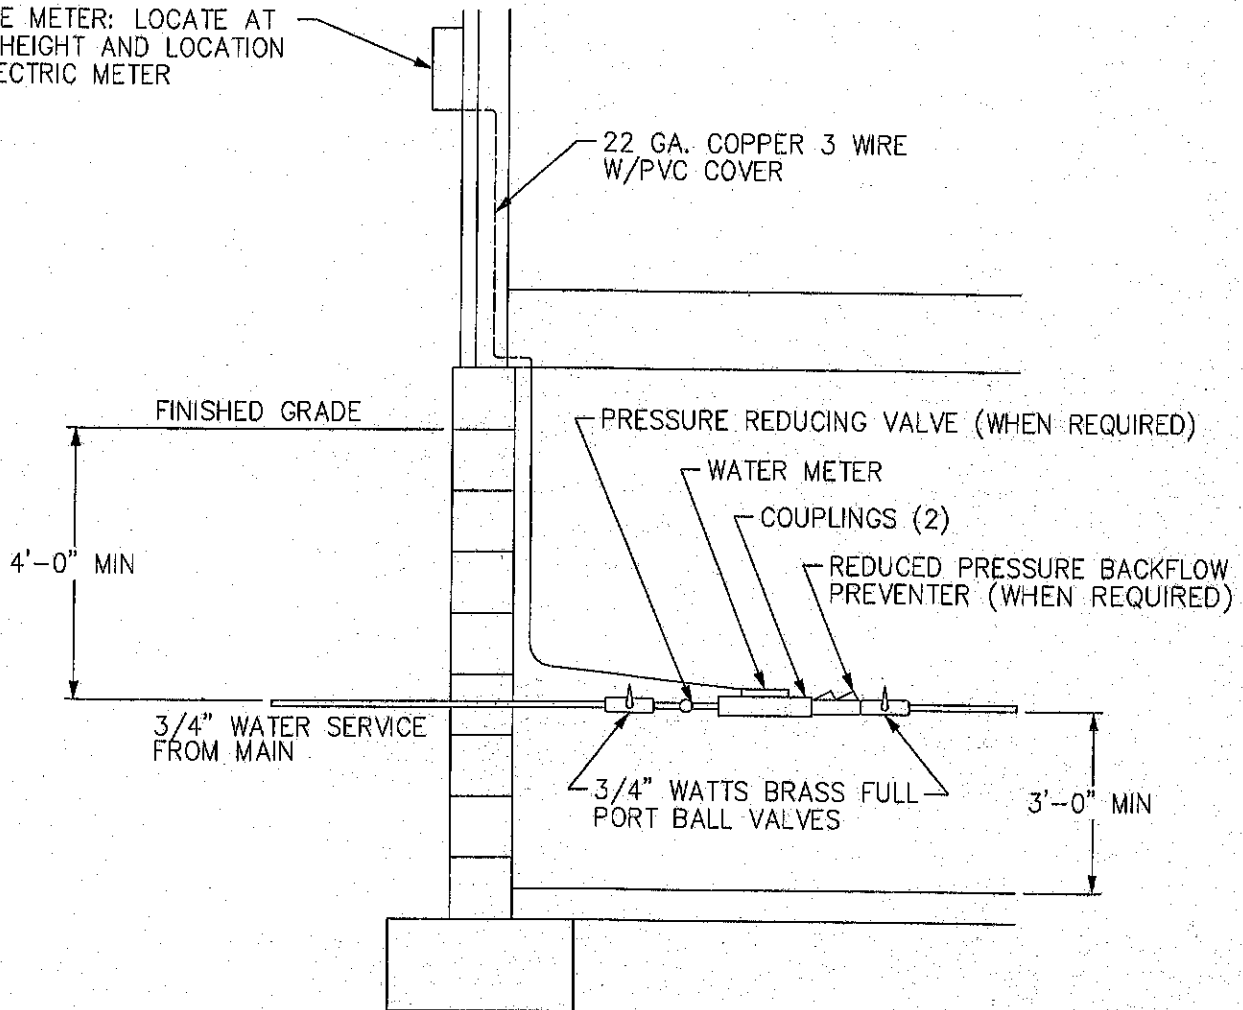 METER: LOCATE AT
HEIGHT AND LOCATION
METER
22 GA. COPPER 3 WIRE
W/PVC COVER
FINISHED GRADE
PRESSURE REDUCING VALVE (WHEN REQUIRED)
WATER METER
COUPLINGS (2)
REDUCED PRESSURE BACKFLOW
PREVENTER (WHEN REQUIRED)
4'-0" MIN
3/4" WATER SERVICE
FROM MAIN
3/4" WATTS BRASS FULL
PORT BALL VALVES
3'-0" MIN